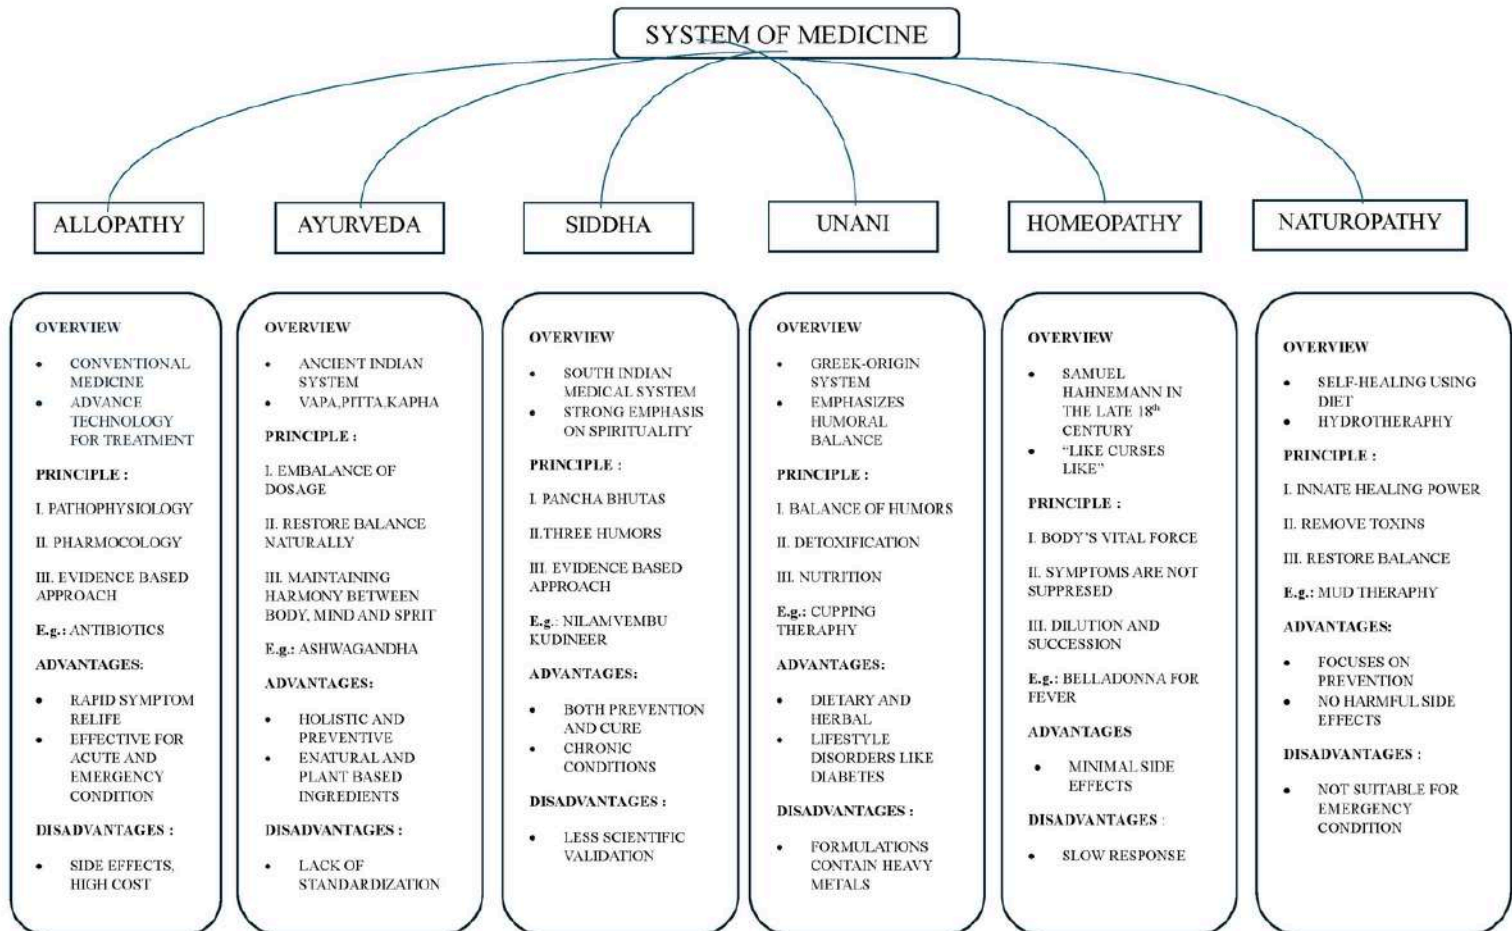 SYSTEM OF MEDICINE
ALLOPATHY
AYURVEDA
SIDDHA
UNANI
HOMEOPATHY
NATUROPATHY
OVERVIEW
• CONVENTIONAL
MEDICINE
• ADVANCE
TECHNOLOGY
FOR TREATMENT
PRINCIPLE :
I. PATHOPHYSIOLOGY
II. PHARMOCOLOGY
III. EVIDENCE BASED
APPROACH
E.g.: ANTIBIOTICS
ADVANTAGES:
• RAPID SYMPTOM
RELIFE
• EFFECTIVE FOR
ACUTE AND
EMERGENCY
CONDITION
DISADVANTAGES :
• SIDE EFFECTS,
HIGH COST
OVERVIEW
• ANCIENT INDIAN
SYSTEM
• VAPA,PITTA,KAPHA
PRINCIPLE :
I. EMBALANCE OF
DOSAGE
II. RESTORE BALANCE
NATURALLY
III. MAINTAINING
HARMONY BETWEEN
BODY, MIND AND SPRIT
E.g.: ASHWAGANDHA
ADVANTAGES:
• HOLISTIC AND
PREVENTIVE
• ENATURAL AND
PLANT BASED
INGREDIENTS
DISADVANTAGES :
• LACK OF
STANDARDIZATION
OVERVIEW
• SOUTH INDIAN
MEDICAL SYSTEM
• STRONG EMPHASIS
ON SPIRITUALITY
PRINCIPLE :
I. PANCHA BHUTAS
II.THREE HUMORS
III. EVIDENCE BASED
APPROACH
E.g.: NILAMVEMBU
KUDINEER
ADVANTAGES:
• BOTH PREVENTION
AND CURE
• CHRONIC
CONDITIONS
DISADVANTAGES :
• LESS SCIENTIFIC
VALIDATION
OVERVIEW
• GREEK-ORIGIN
SYSTEM
• EMPHASIZES
HUMORAL
BALANCE
PRINCIPLE:
I. BALANCE OF HUMORS
II. DETOXIFICATION
III. NUTRITION
E.g.: CUPPING
THERAPHY
ADVANTAGES:
• DIETARY AND
HERBAL
• LIFESTYLE
DISORDERS LIKE
DIABETES
DISADVANTAGES :
• FORMULATIONS
CONTAIN HEAVY
METALS
OVERVIEW
• SAMUEL
HAHNEMANN IN
THE LATE 18th
CENTURY
• “LIKE CURSES
LIKE”
PRINCIPLE :
I. BODY’S VITAL FORCE
II. SYMPTOMS ARE NOT
SUPPRESED
III. DILUTION AND
SUCCESSION
E.g.: BELLADONNA FOR
FEVER
ADVANTAGES
• MINIMAL SIDE
EFFECTS
DISADVANTAGES :
• SLOW RESPONSE
OVERVIEW
• SELF-HEALING USING
DIET
• HYDROTHERAPHY
PRINCIPLE :
I. INNATE HEALING POWER
II. REMOVE TOXINS
III. RESTORE BALANCE
E.g.: MUD THERAPHY
ADVANTAGES:
• FOCUSES ON
PREVENTION
• NO HARMFUL SIDE
EFFECTS
DISADVANTAGES :
• NOT SUITABLE FOR
EMERGENCY
CONDITION